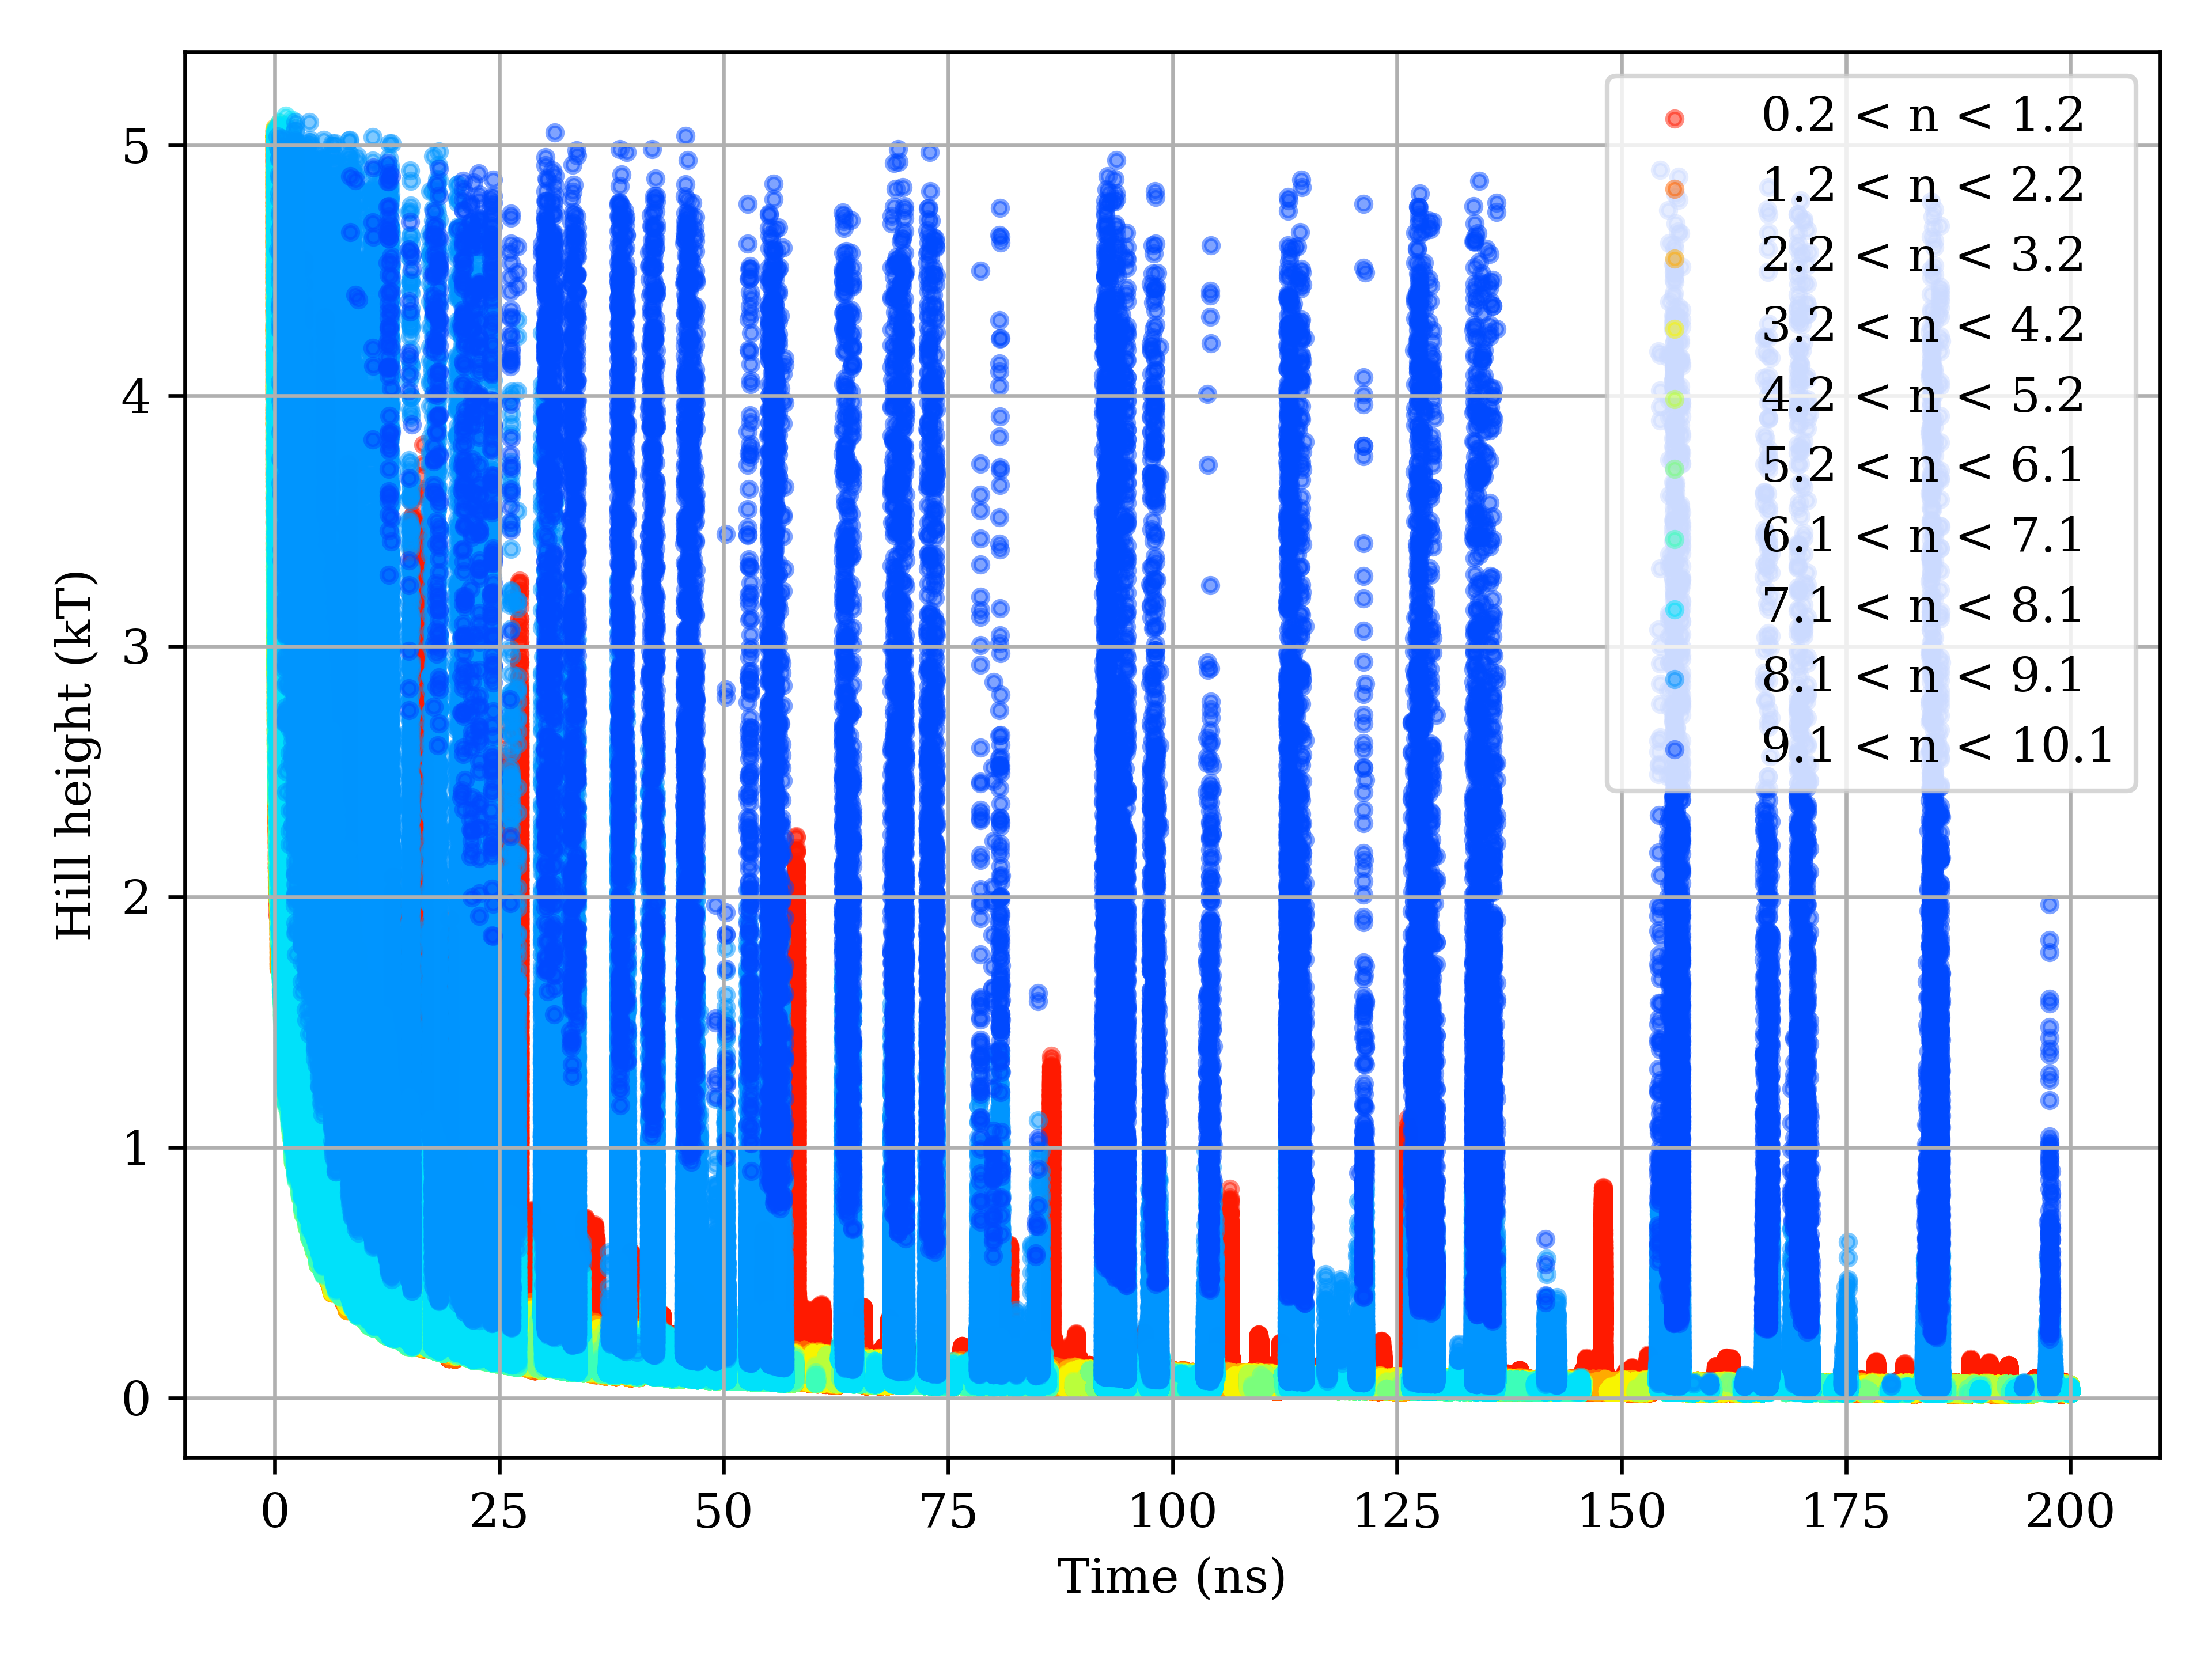 Hill height (kT)
5
4
3
2
1
0
0.2 < n < 1.2
1.2 < n < 2.2
2.2 < n < 3.2
3.2 < n < 4.2
4.2 < n < 5.2
5.2 < n < 6.1
6.1 < n < 7.1
7.1 < n < 8.1
8.1 < n < 9.1
9.1 < n < 10.1
0 25 50 75 100 125 150 175 200
Time (ns)